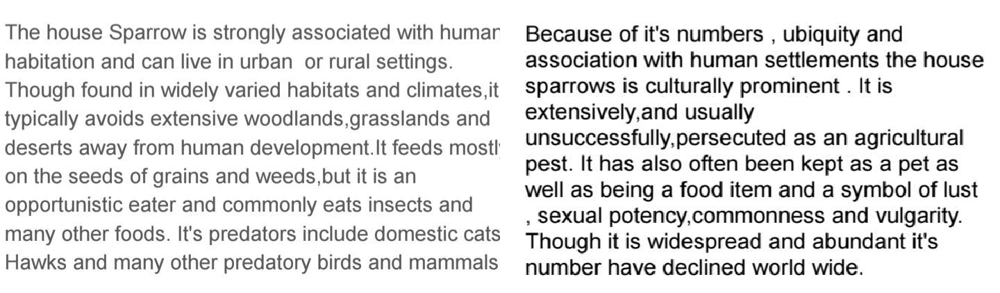 The house Sparrow is strongly associated with human
habitation and can live in urban  or rural settings.
Though found in widely varied habitats and climates,it
typically avoids extensive woodlands,grasslands and
deserts away from human development.It feeds mostly
on the seeds of grains and weeds,but it is an
opportunistic eater and commonly eats insects and
many other foods. It's predators include domestic cats
Hawks and many other predatory birds and mammals
Because of it's numbers , ubiquity and
association with human settlements the house
sparrows is culturally prominent . It is
extensively,and usually
unsuccessfully,persecuted as an agricultural
pest. It has also often been kept as a pet as
well as being a food item and a symbol of lust
, sexual potency,commonness and vulgarity.
Though it is widespread and abundant it's
number have declined world wide.